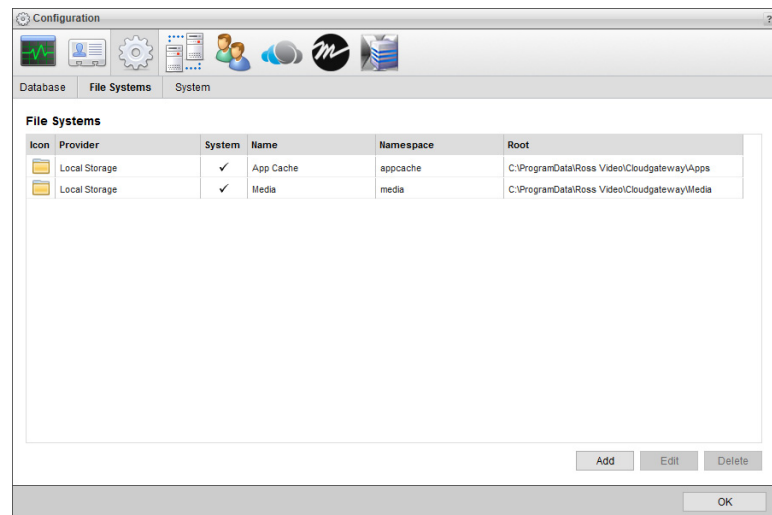 Configuration
?
Database File Systems System
File Systems
Icon Provider System Name Namespace Root
Local Storage ✓ App Cache appcache C:\ProgramData\Ross Video\Cloudgateway\Apps
Local Storage ✓ Media media C:\ProgramData\Ross Video\Cloudgateway\Media
Add Edit Delete
OK